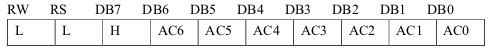 RW RS DB7 DB6 DB5 DB4 DB3 DB2 DB1 DB0
L L H AC6 AC5 AC4 AC3 AC2 AC1 AC0